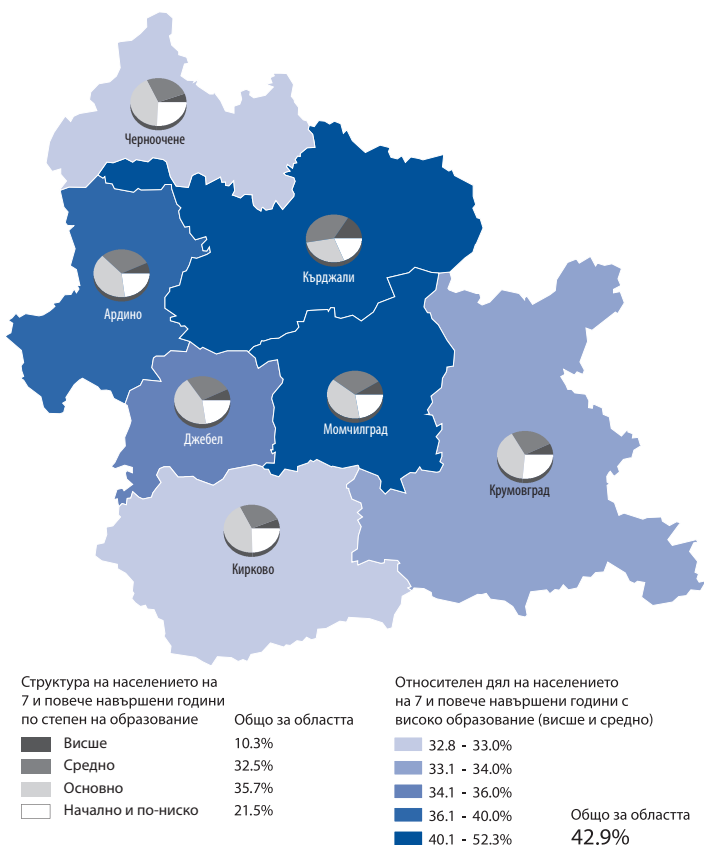 Черноочене
Кърджали
Ардино
Джебел
Момчилград
Крумовград
Кирково
Структура на населението на
7 и повече навършени години
по степен на образование
Общо за областта
Висше 10.3%
Средно 32.5%
Основно 35.7%
Начално и по-ниско 21.5%
Относителен дял на населението
на 7 и повече навършени години с
високо образование (висше и средно)
32.8 - 33.0%
33.1 - 34.0%
34.1 - 36.0%
36.1 - 40.0%
40.1 - 52.3%
Общо за областта
42.9%